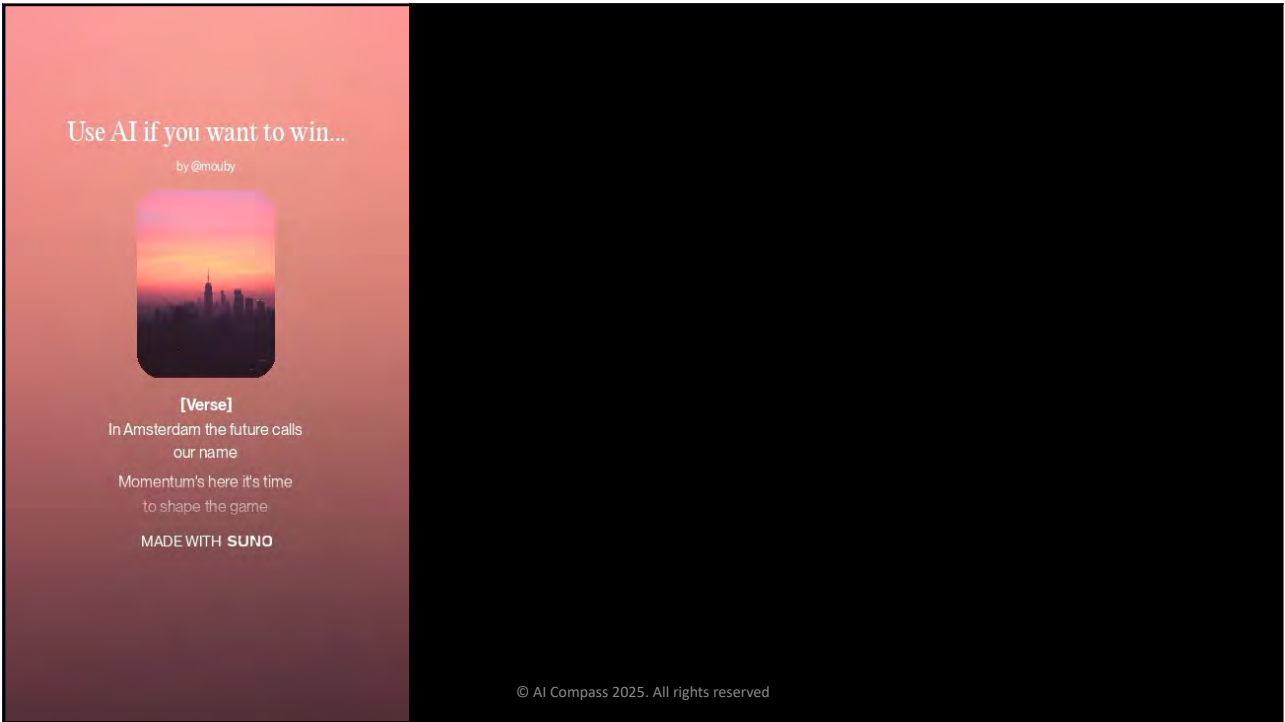 Use AI if you want to win...
by @mouby
[Verse]
In Amsterdam the future calls
our name
Momentum's here it's time
to shape the game
MADE WITH SUNO
© AI Compass 2025. All rights reserved